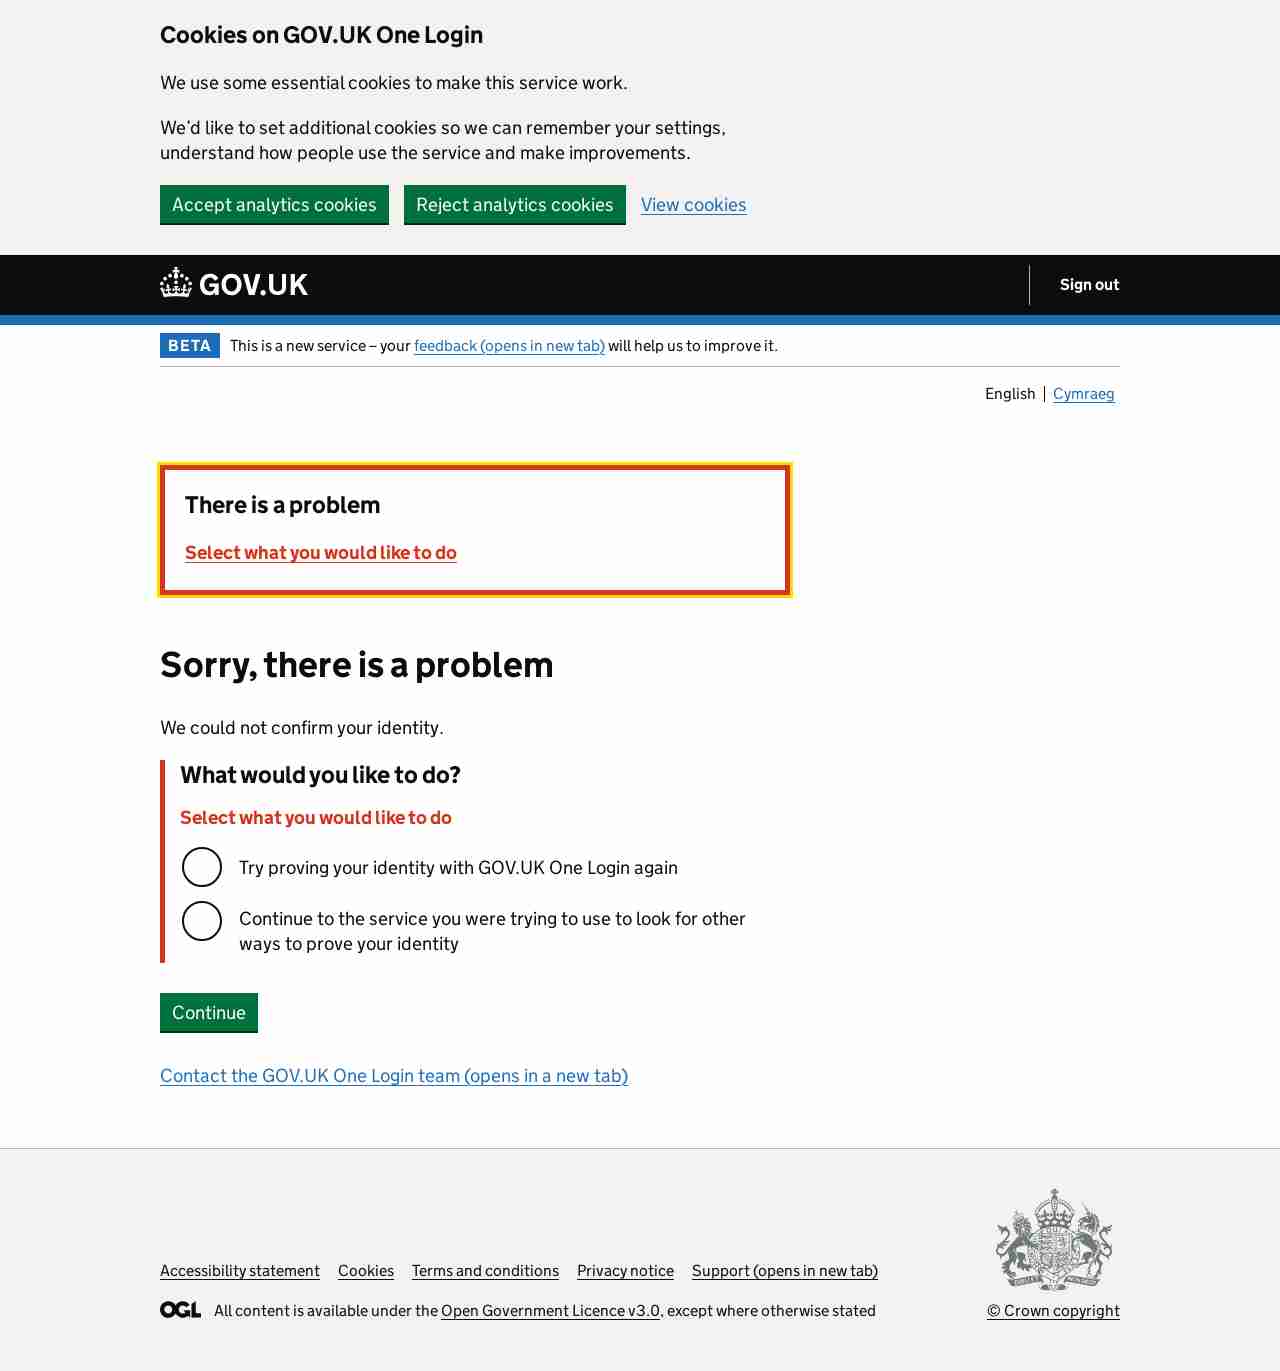 Cookies on GOV.UK One Login
We use some essential cookies to make this service work.
We’d like to set additional cookies so we can remember your settings,
understand how people use the service and make improvements.
Accept analytics cookies Reject analytics cookies View cookies
GOV.UK Sign out
BETA This is a new service – your feedback (opens in new tab) will help us to improve it.
English Cymraeg
There is a problem
Select what you would like to do
Sorry, there is a problem
We could not confirm your identity.
What would you like to do?
Select what you would like to do
Try proving your identity with GOV.UK One Login again
Continue to the service you were trying to use to look for other
ways to prove your identity
Continue
Contact the GOV.UK One Login team (opens in a new tab)
Accessibility statement Cookies Terms and conditions Privacy notice Support (opens in new tab)
OGL All content is available under the Open Government Licence v3.0, except where otherwise stated
© Crown copyright